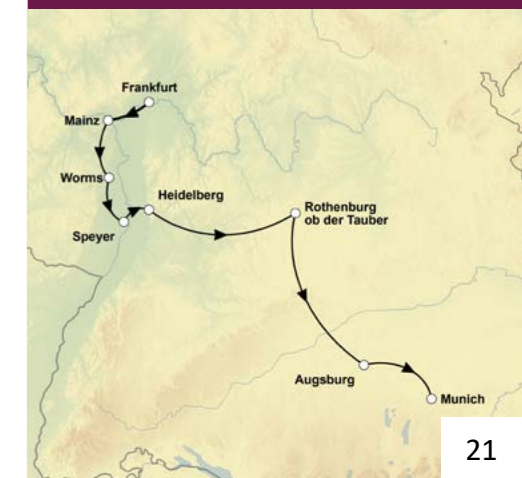 Frankfurt
Mainz
Worms
Heidelberg
Speyer
Rothenburg
ob der Tauber
Augsburg
Munich
21